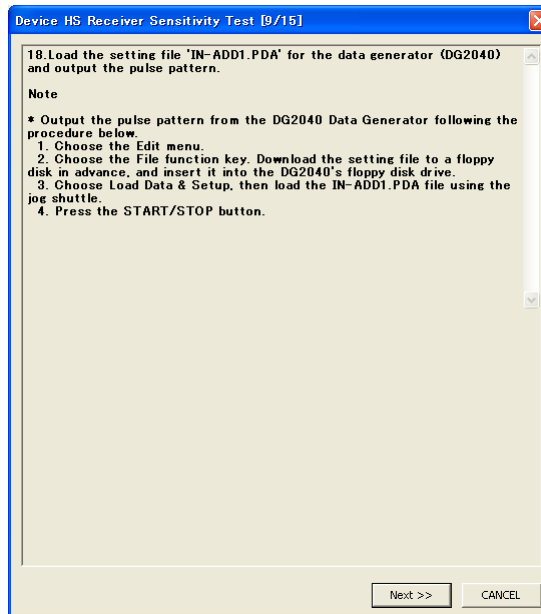 Device HS Receiver Sensitivity Test [9/15]
18.Load the setting file 'IN-ADD1.PDA' for the data generator (DG2040)
and output the pulse pattern.
Note
* Output the pulse pattern from the DG2040 Data Generator following the
procedure below.
1. Choose the Edit menu.
2. Choose the File function key. Download the setting file to a floppy
disk in advance, and insert it into the DG2040's floppy disk drive.
3. Choose Load Data & Setup, then load the IN-ADD1.PDA file using the
jog shuttle.
4. Press the START/STOP button.
Next >>
CANCEL